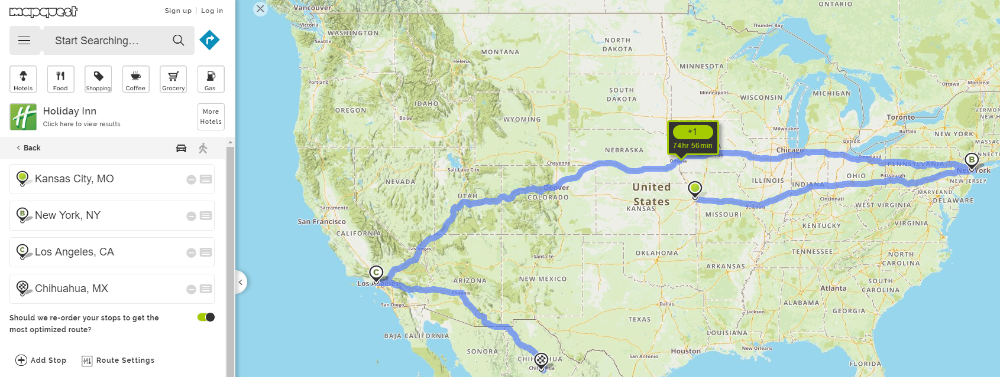 mapquest
Sign up | Log in
Start Searching...
Hotels
Food
Shopping
Coffee
Grocery
Gas
Holiday Inn
Click here to view results
More
Hotels
< Back
Kansas City, MO
B
New York, NY
C
Los Angeles, CA
Chihuahua, MX
Should we re-order your stops to get the
most optimized route?
Add Stop
Route Settings
Vancouver
ONTARIO
Victoria
Thunder Bay
WASHINGTON
Seattle
NORTH
DAKOTA
MONTANA
Helena
MINNESOTA
Portland
Ottawa
Montreal
SOUTH
DAKOTA
Minneapolis
WISCONSIN
MICHIGAN
IDAHO
OREGON
VERMON
NEW H
Boise
WYOMING
Toronto
Milwaukee
Buffalo
#1
74hr 56min
NEW YORK
MASSAC
Detroit
NEBRASKA
Chicago
Cleveland
NNECTI
Omaha
Cheyenne
PENNSYLVANIA
B
Salt Lake City
New York
Pittsburgh
OHIO
NEVADA
ILLINOIS
INDIANA
NEW JERSEY
Denver
United
States
UTAH
COLORADO
MARYLAND
Cincinnati
DELAWARE
WEST VIRGINIA
Sacramento
KANSAS
St. Louis
MISSOURI
San Francisco
VIRGINIA
KENTUCKY
CALIFORNIA
Las Vegas
TENNESSEE
OKLAHOMA
Santa Fe
NORTH
CAROLINA
ARKANSAS
C
NEW MEXICO
ARIZONA
Los Angeles
SOUTH
CAROLINA
Atlanta
Phoenix
San Diego
Dallas
ALABAMA
Jackson
GEORGIA
TEXAS
LOUISIANA
BAJA CALIFORNIA
New Orleans
SONORA
Houston
San Antonio
CHIHUAHUA
Chihuahua
FLORIDA